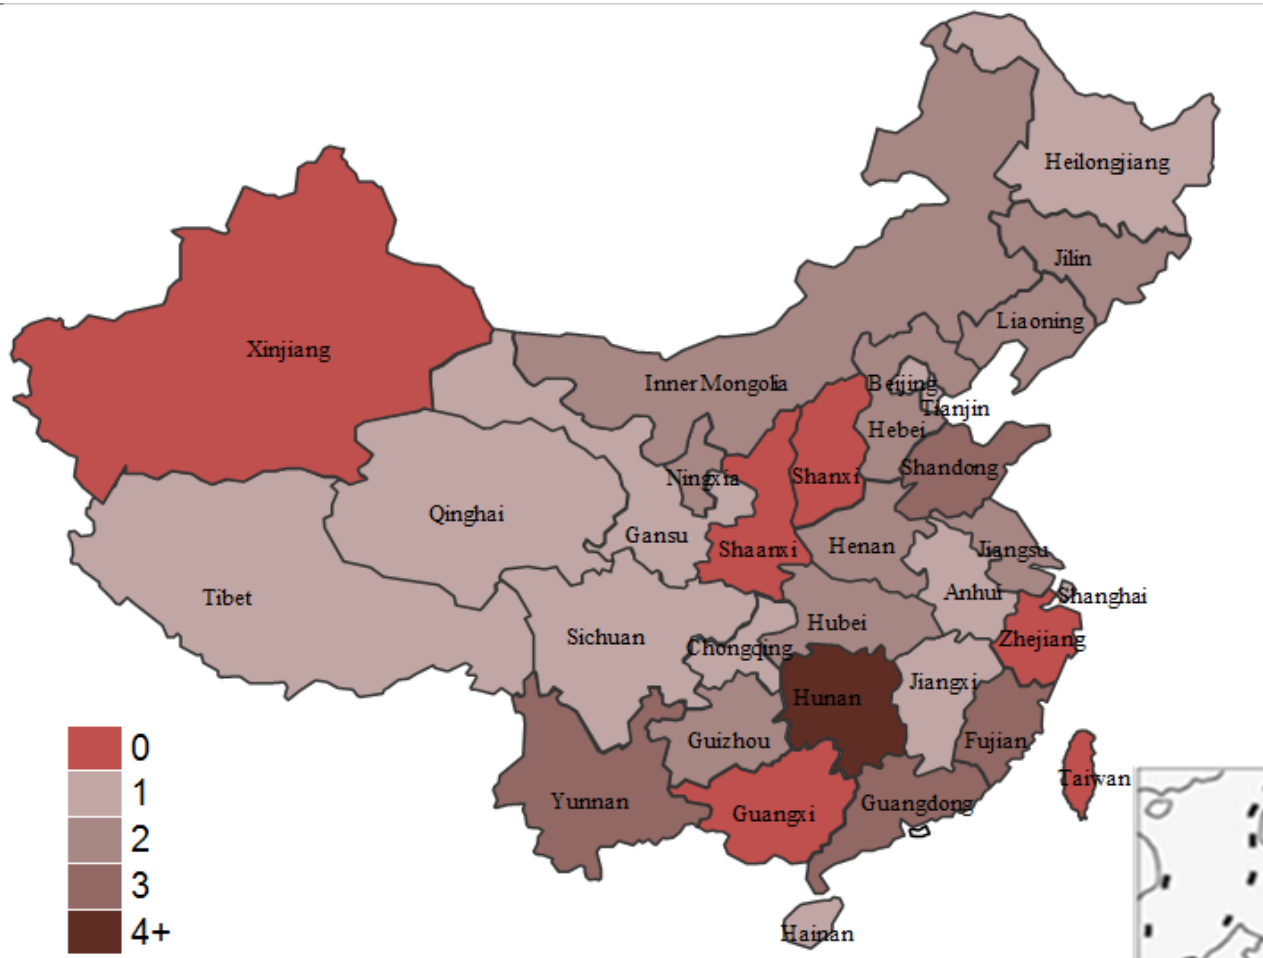 Heilongjiang
Jilin
Liaoning
Xinjiang
Inner Mongolia
Beijing
Tianjin
Hebei
Shandong
Ningxia
Shanxi
Qinghai
Gansu
Shaanxi
Henan
Jiangsu
Tibet
Anhui
Shanghai
Sichuan
Hubei
Zhejiang
Chongqing
Jiangxi
Hunan
Guizhou
Fujian
Taiwan
Yunnan
Guangxi
Guangdong
Hainan
0
1
2
3
4+